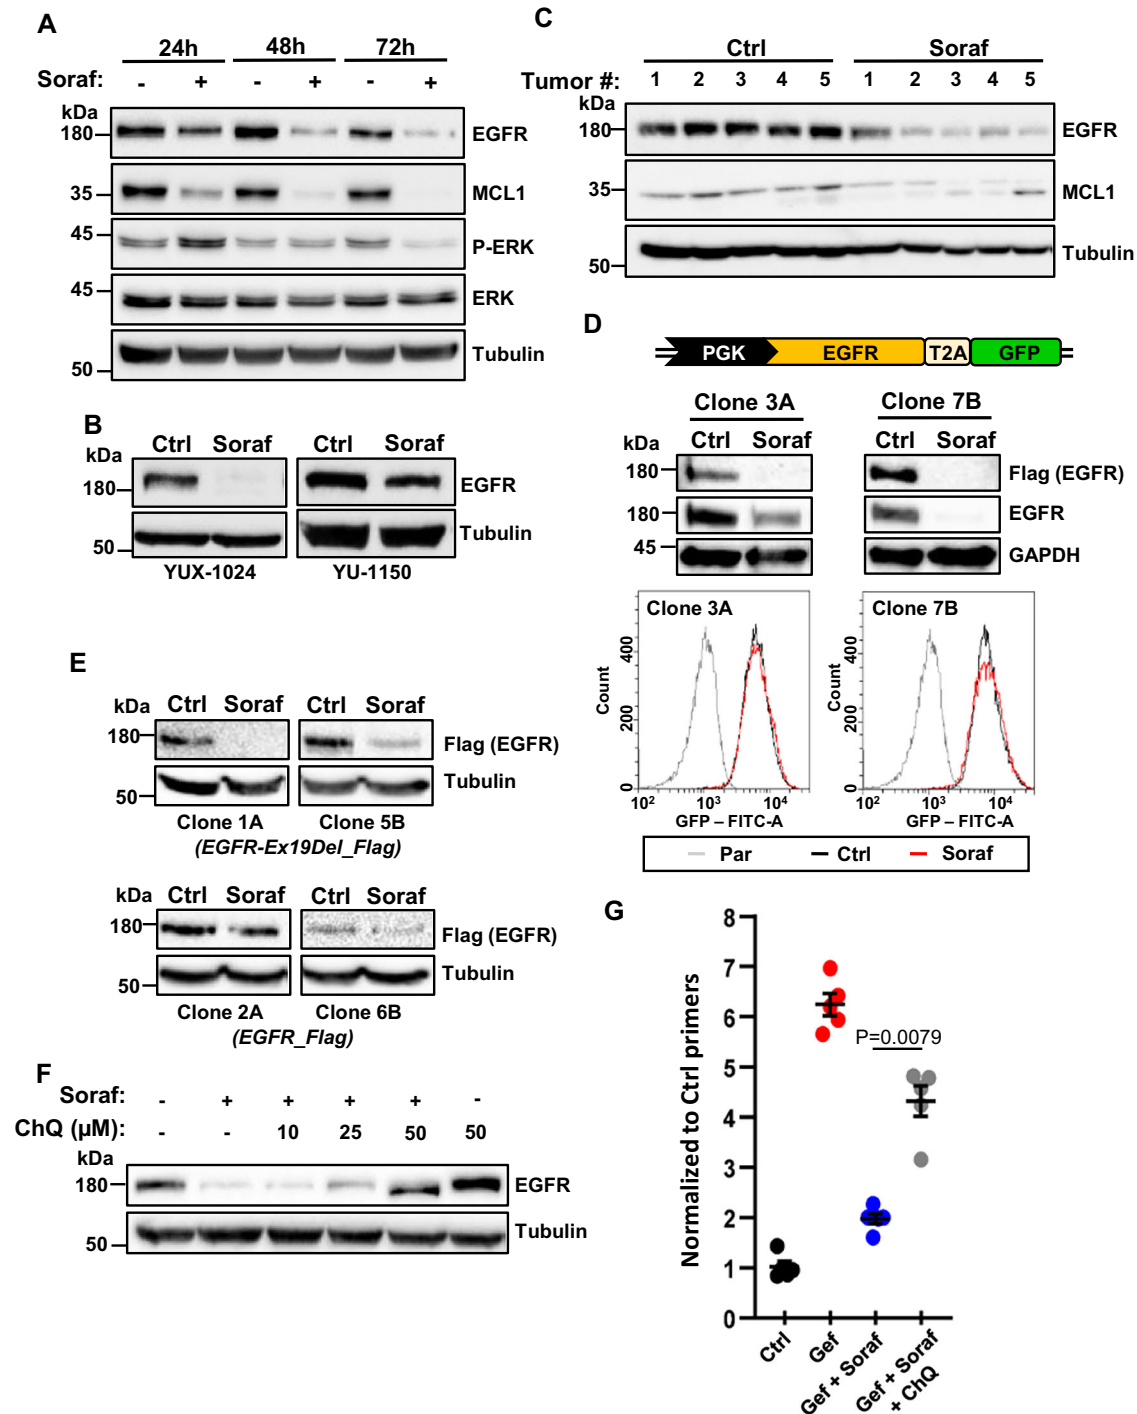 A
24h 48h 72h
Soraf: - + - + - +
kDa
180 EGFR
35 MCL1
45 P-ERK
45 ERK
50 Tubulin
B
Ctrl Soraf Ctrl Soraf
kDa
180 EGFR
50 Tubulin
YUX-1024 YU-1150
C
Ctrl Soraf
Tumor #: 1 2 3 4 5 1 2 3 4 5
kDa
180 EGFR
35 MCL1
50 Tubulin
D
PGK EGFR T2A GFP
Clone 3A Clone 7B
kDa Ctrl Soraf Ctrl Soraf
180 180 Flag (EGFR)
180 180 EGFR
45 45 GAPDH
Clone 3A Clone 7B
Count Count
400 400
200 200
0 0
10² 10³ 10⁴ 10² 10³ 10⁴
GFP – FITC-A GFP – FITC-A
Par Ctrl Soraf
E
kDa Ctrl Soraf Ctrl Soraf
180 Flag (EGFR)
50 Tubulin
Clone 1A Clone 5B
(EGFR-Ex19Del_Flag)
kDa Ctrl Soraf Ctrl Soraf
180 Flag (EGFR)
50 Tubulin
Clone 2A Clone 6B
(EGFR_Flag)
F
Soraf: - + + + + -
ChQ (μM): - - 10 25 50 50
kDa
180 EGFR
50 Tubulin
G
Normalized to Ctrl primers
8
7
6
5
4
3
2
1
0
P=0.0079
Ctrl
Gef
Gef + Soraf
Gef + Soraf
+ ChQ